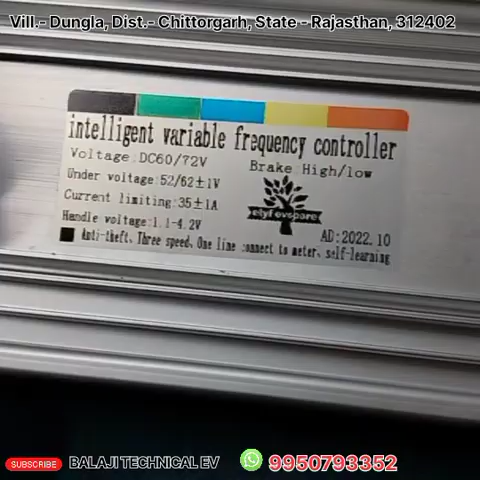 Vill.- Dungla, Dist.- Chittorgarh, State - Rajasthan, 312402
intelligent variable frequency controller
Voltage:DC60/72V
Brake:High/low
Under voltage:52/62±1V
Current limiting:35±1A
Handle voltage:1.1-4.2V
AD:2022.10
Anti-theft, Three speed, One line connect to meter, self-learning
SUBSCRIBE BALAJI TECHNICAL EV 9950793352